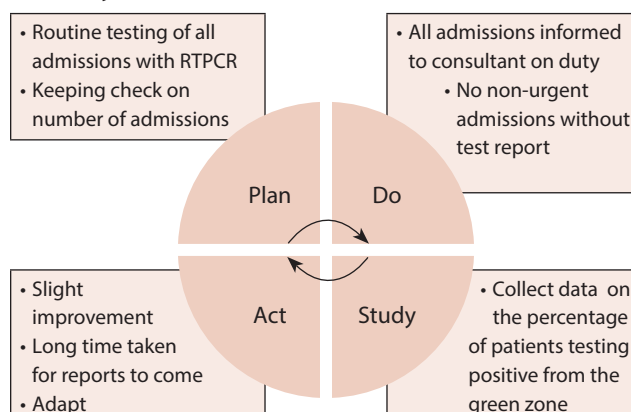 • Routine testing of all
admissions with RTPCR
• Keeping check on
number of admissions
• All admissions informed
to consultant on duty
• No non-urgent
admissions without
test report
Plan
Do
Act
Study
• Slight
improvement
• Long time taken
for reports to come
• Adapt
• Collect data on
the percentage
of patients testing
positive from the
green zone